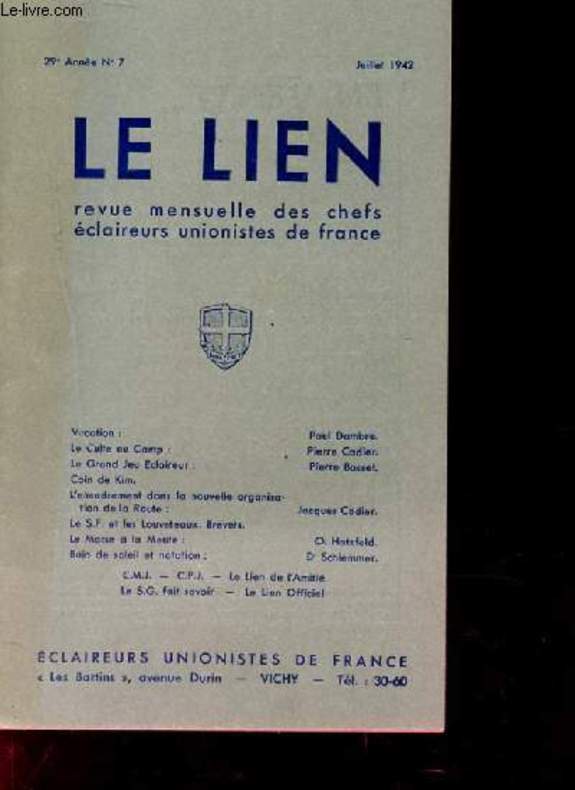 Le-livre.com
29e Année No 7 Juillet 1942
LE LIEN
revue mensuelle des chefs
éclaireurs unionistes de france
Vocation : Paul Dombre.
Le Culte au Camp : Pierre Cadier.
Le Grand Jeu Eclaireur : Pierre Bosset.
Coin de Kim.
L'encadrement dans la nouvelle organisa-
tion de la Route : Jacques Cadier.
Le S.F. et les Louveteaux. Brevets.
Le Morse à la Meute : O. Hatzfeld.
Bain de soleil et natation : Dr Schlemmer.
C.M.J. — C.P.J. — Le Lien de l'Amitié
Le S.G. fait savoir — Le Lien Officiel
ÉCLAIREURS UNIONISTES DE FRANCE
« Les Bartins », avenue Durin — VICHY — Tél. : 30-60